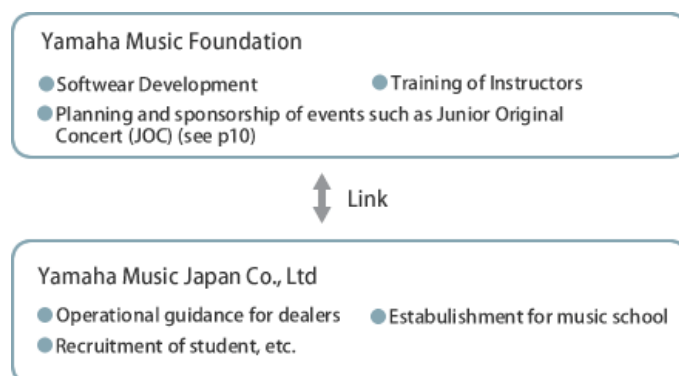 Yamaha Music Foundation
Softwear Development
Training of Instructors
Planning and sponsorship of events such as Junior Original
Concert (JOC) (see p10)
Link
Yamaha Music Japan Co., Ltd
Operational guidance for dealers
Estabulishment for music school
Recruitment of student, etc.